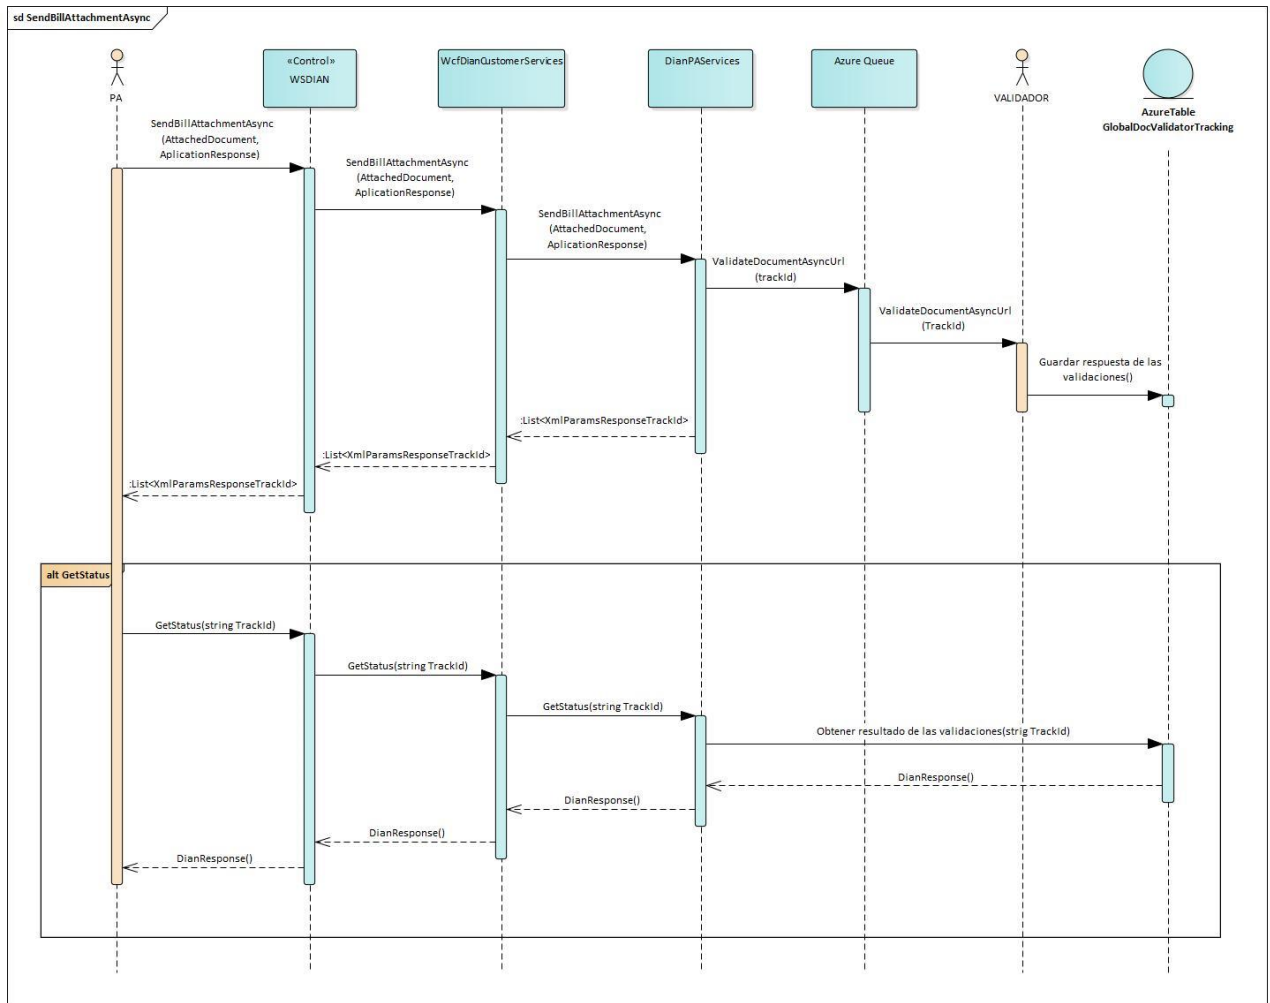 sd SendBillAttachmentAsync
PA
«Control»
WSDIAN
WcfDianCustomerServices
DianPAServices
Azure Queue
VALIDADOR
AzureTable
GlobalDocValidatorTracking
SendBillAttachmentAsync
(AttachedDocument,
AplicationResponse)
SendBillAttachmentAsync
(AttachedDocument,
AplicationResponse)
SendBillAttachmentAsync
(AttachedDocument,
AplicationResponse)
ValidateDocumentAsyncUrl
(trackId)
ValidateDocumentAsyncUrl
(TrackId)
Guardar respuesta de las
validaciones()
:List<XmlParamsResponseTrackId>
:List<XmlParamsResponseTrackId>
:List<XmlParamsResponseTrackId>
alt GetStatus
GetStatus(string TrackId)
GetStatus(string TrackId)
GetStatus(string TrackId)
Obtener resultado de las validaciones(strig TrackId)
DianResponse()
DianResponse()
DianResponse()
DianResponse()